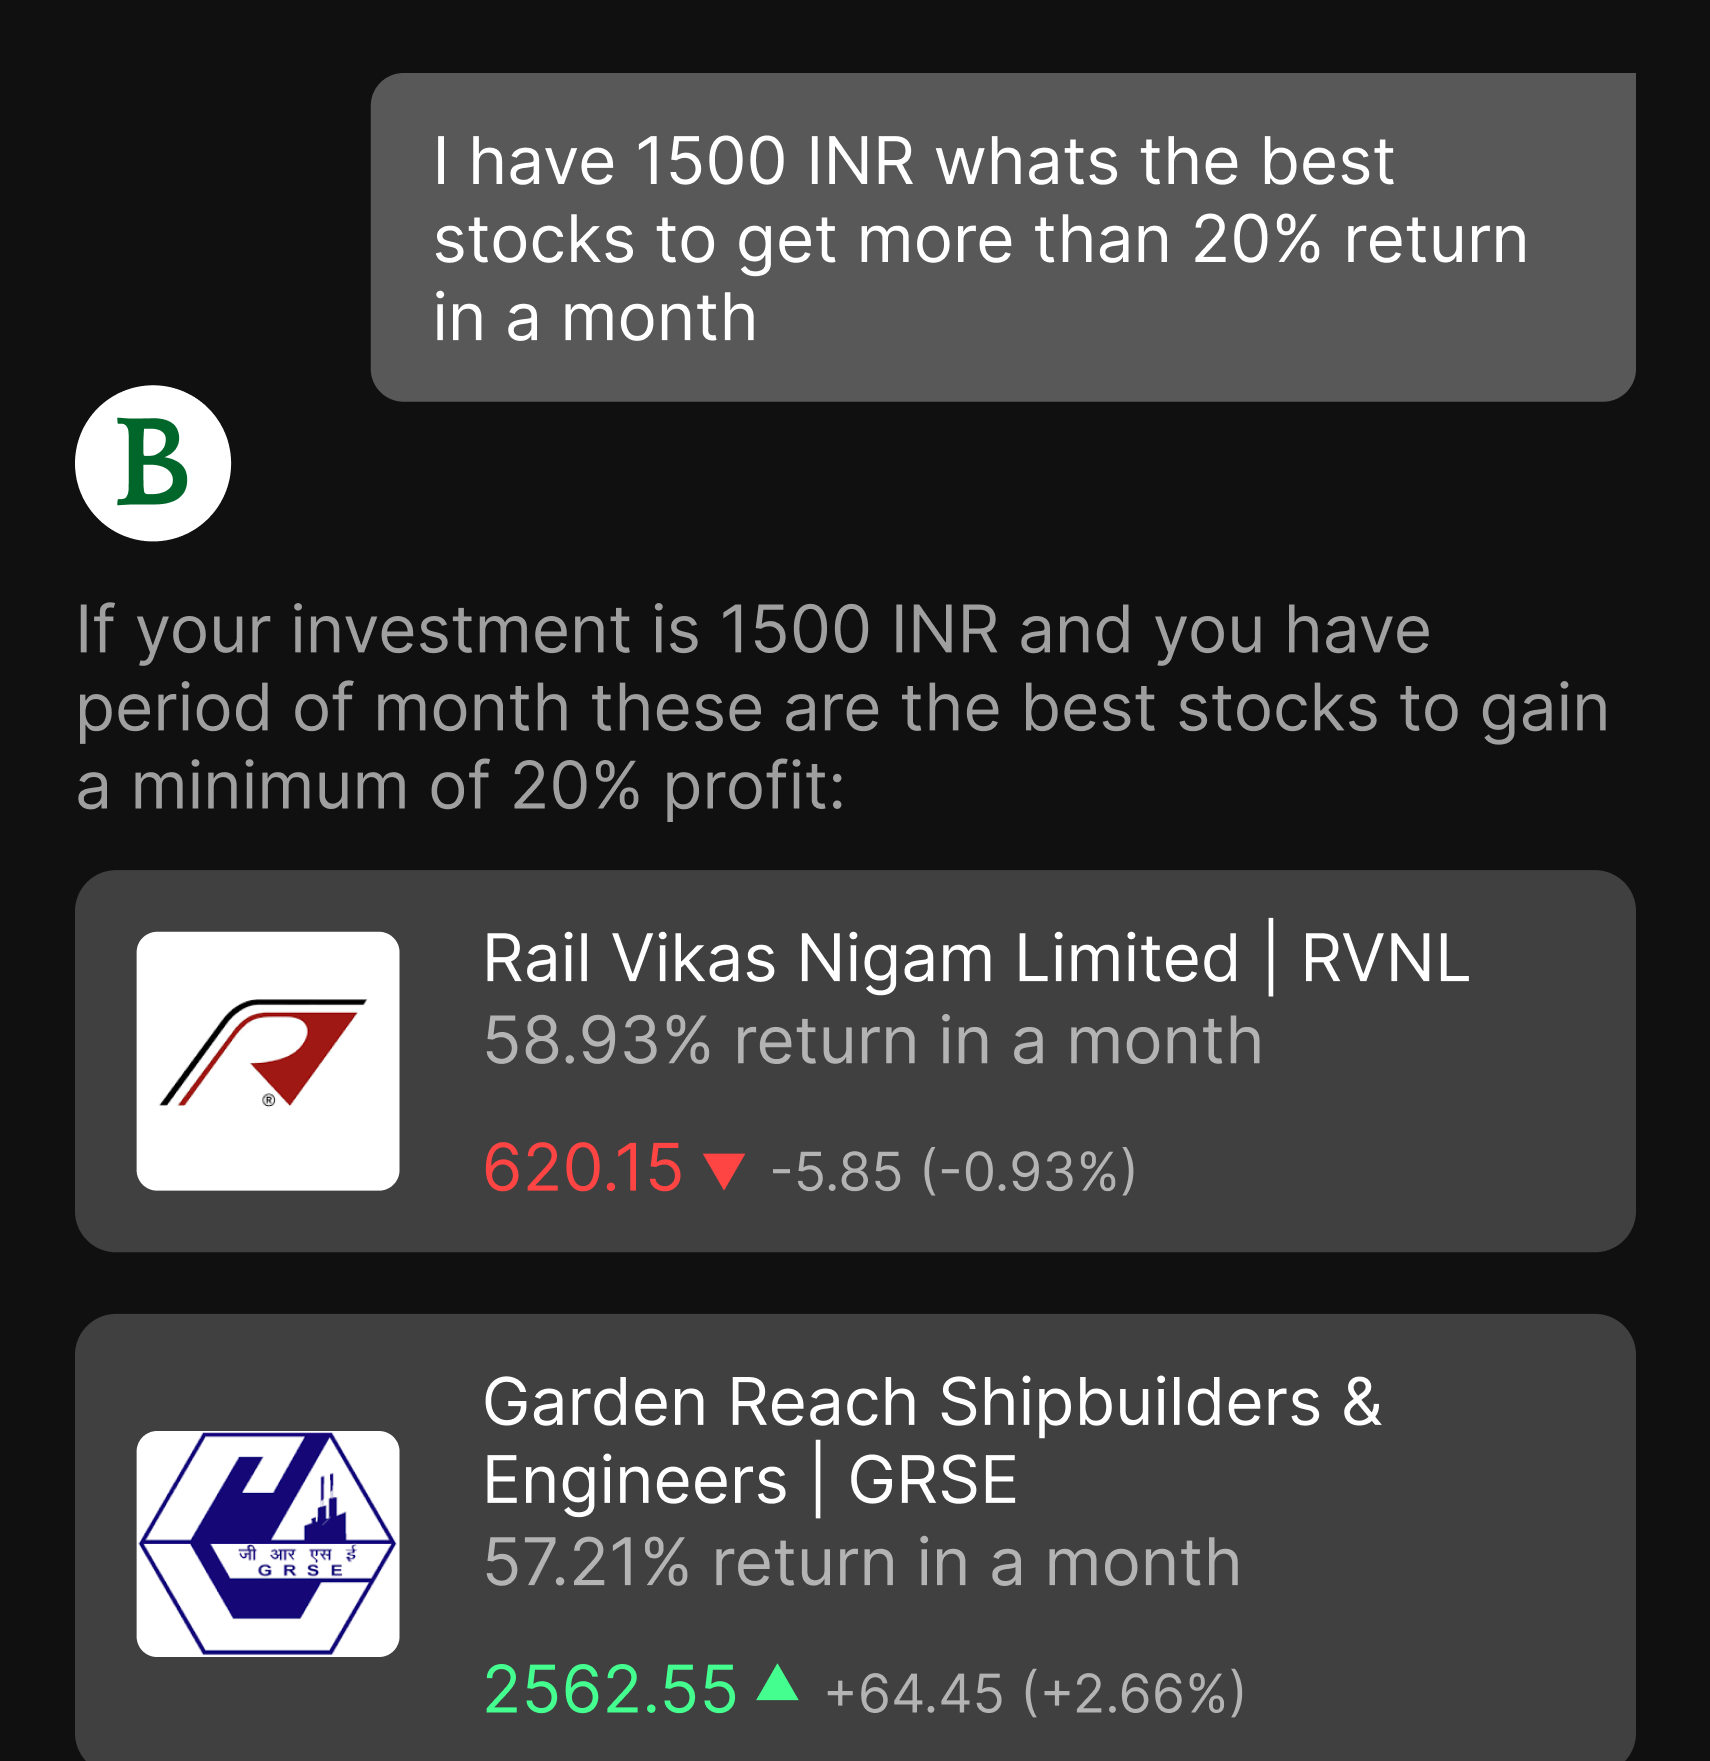 I have 1500 INR whats the best
stocks to get more than 20% return
in a month
B
If your investment is 1500 INR and you have
period of month these are the best stocks to gain
a minimum of 20% profit:
Rail Vikas Nigam Limited | RVNL
58.93% return in a month
®
620.15 ▼ -5.85 (-0.93%)
Garden Reach Shipbuilders &
Engineers | GRSE
57.21% return in a month
जी आर एस ई
GRSE
2562.55 ▲ +64.45 (+2.66%)